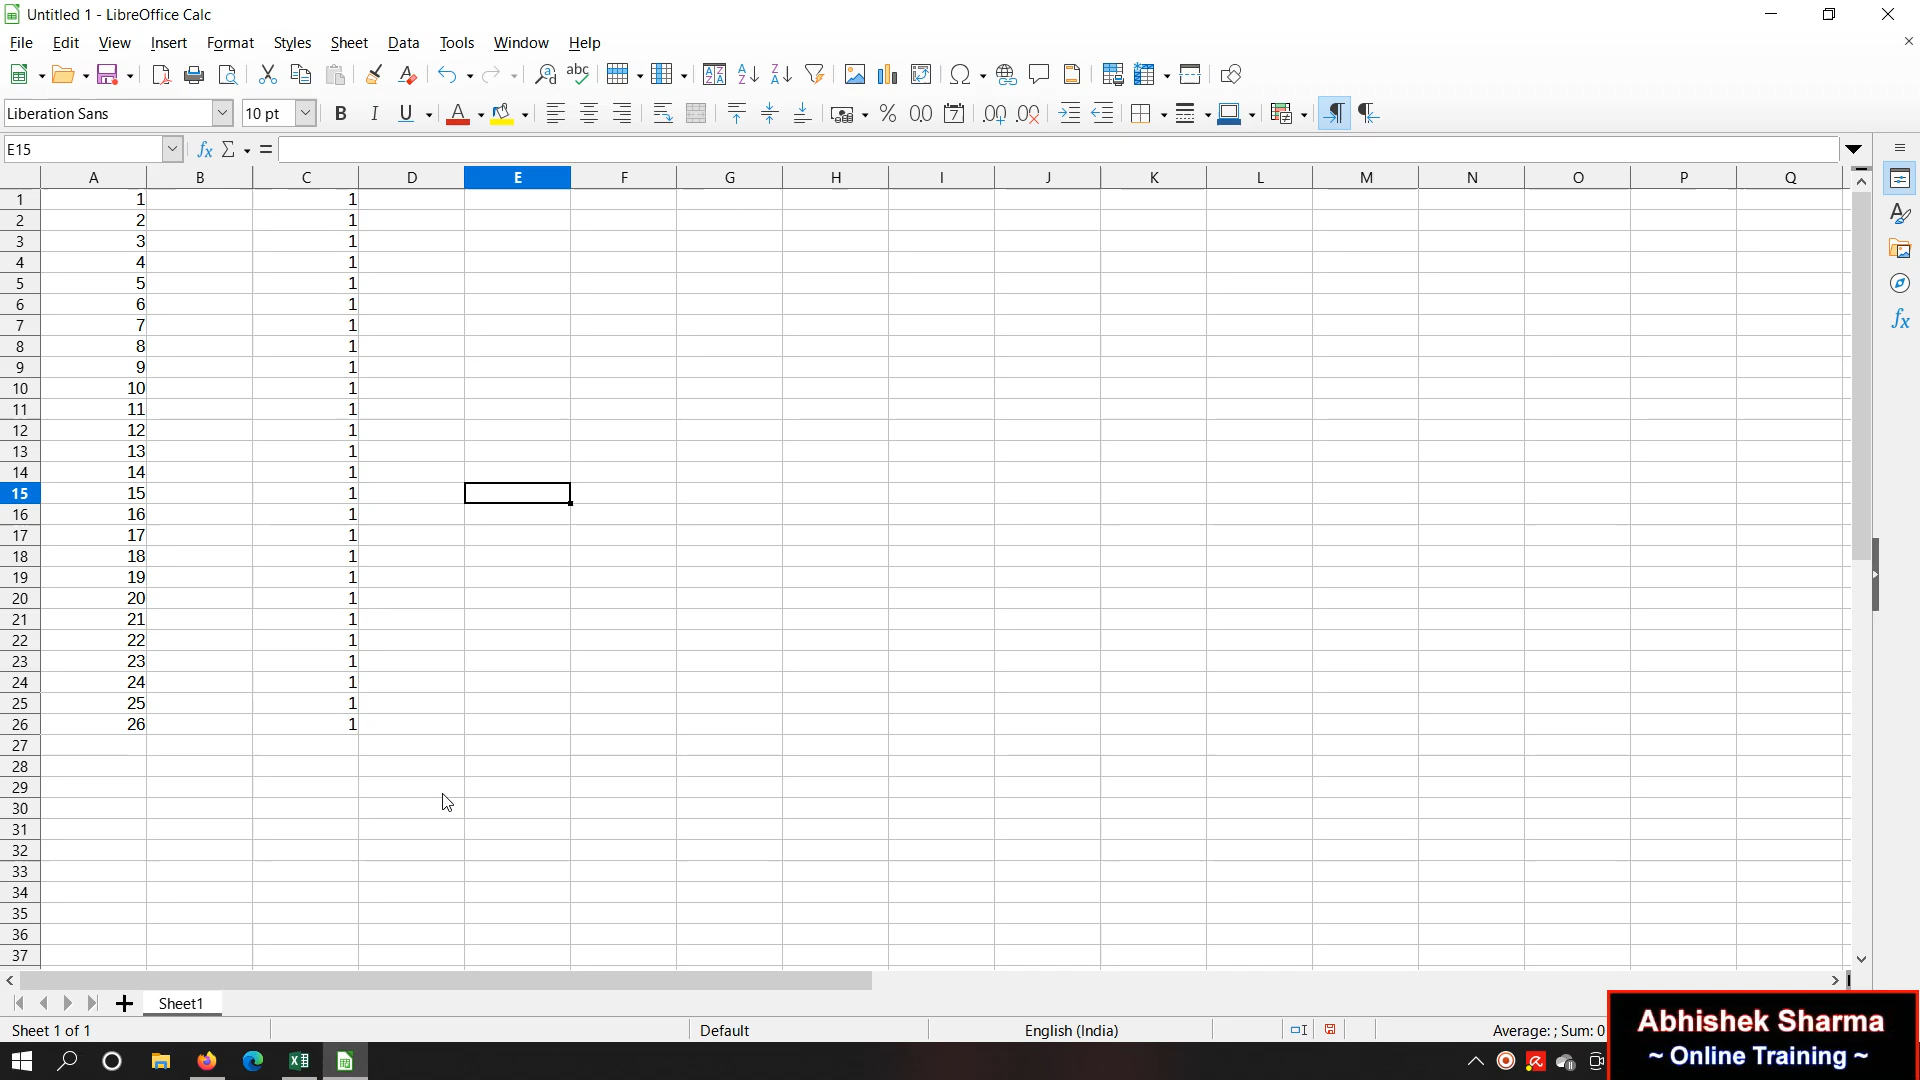 Untitled 1 - LibreOffice Calc
File Edit View Insert Format Styles Sheet Data Tools Window Help
Liberation Sans 10 pt
E15
A B C D E F G H I J K L M N O P Q
1 1 1
2 2 1
3 3 1
4 4 1
5 5 1
6 6 1
7 7 1
8 8 1
9 9 1
10 10 1
11 11 1
12 12 1
13 13 1
14 14 1
15 15 1
16 16 1
17 17 1
18 18 1
19 19 1
20 20 1
21 21 1
22 22 1
23 23 1
24 24 1
25 25 1
26 26 1
27
28
29
30
31
32
33
34
35
36
37
Sheet1
Sheet 1 of 1 Default English (India) Average: ; Sum: 0
Abhishek Sharma
~ Online Training ~